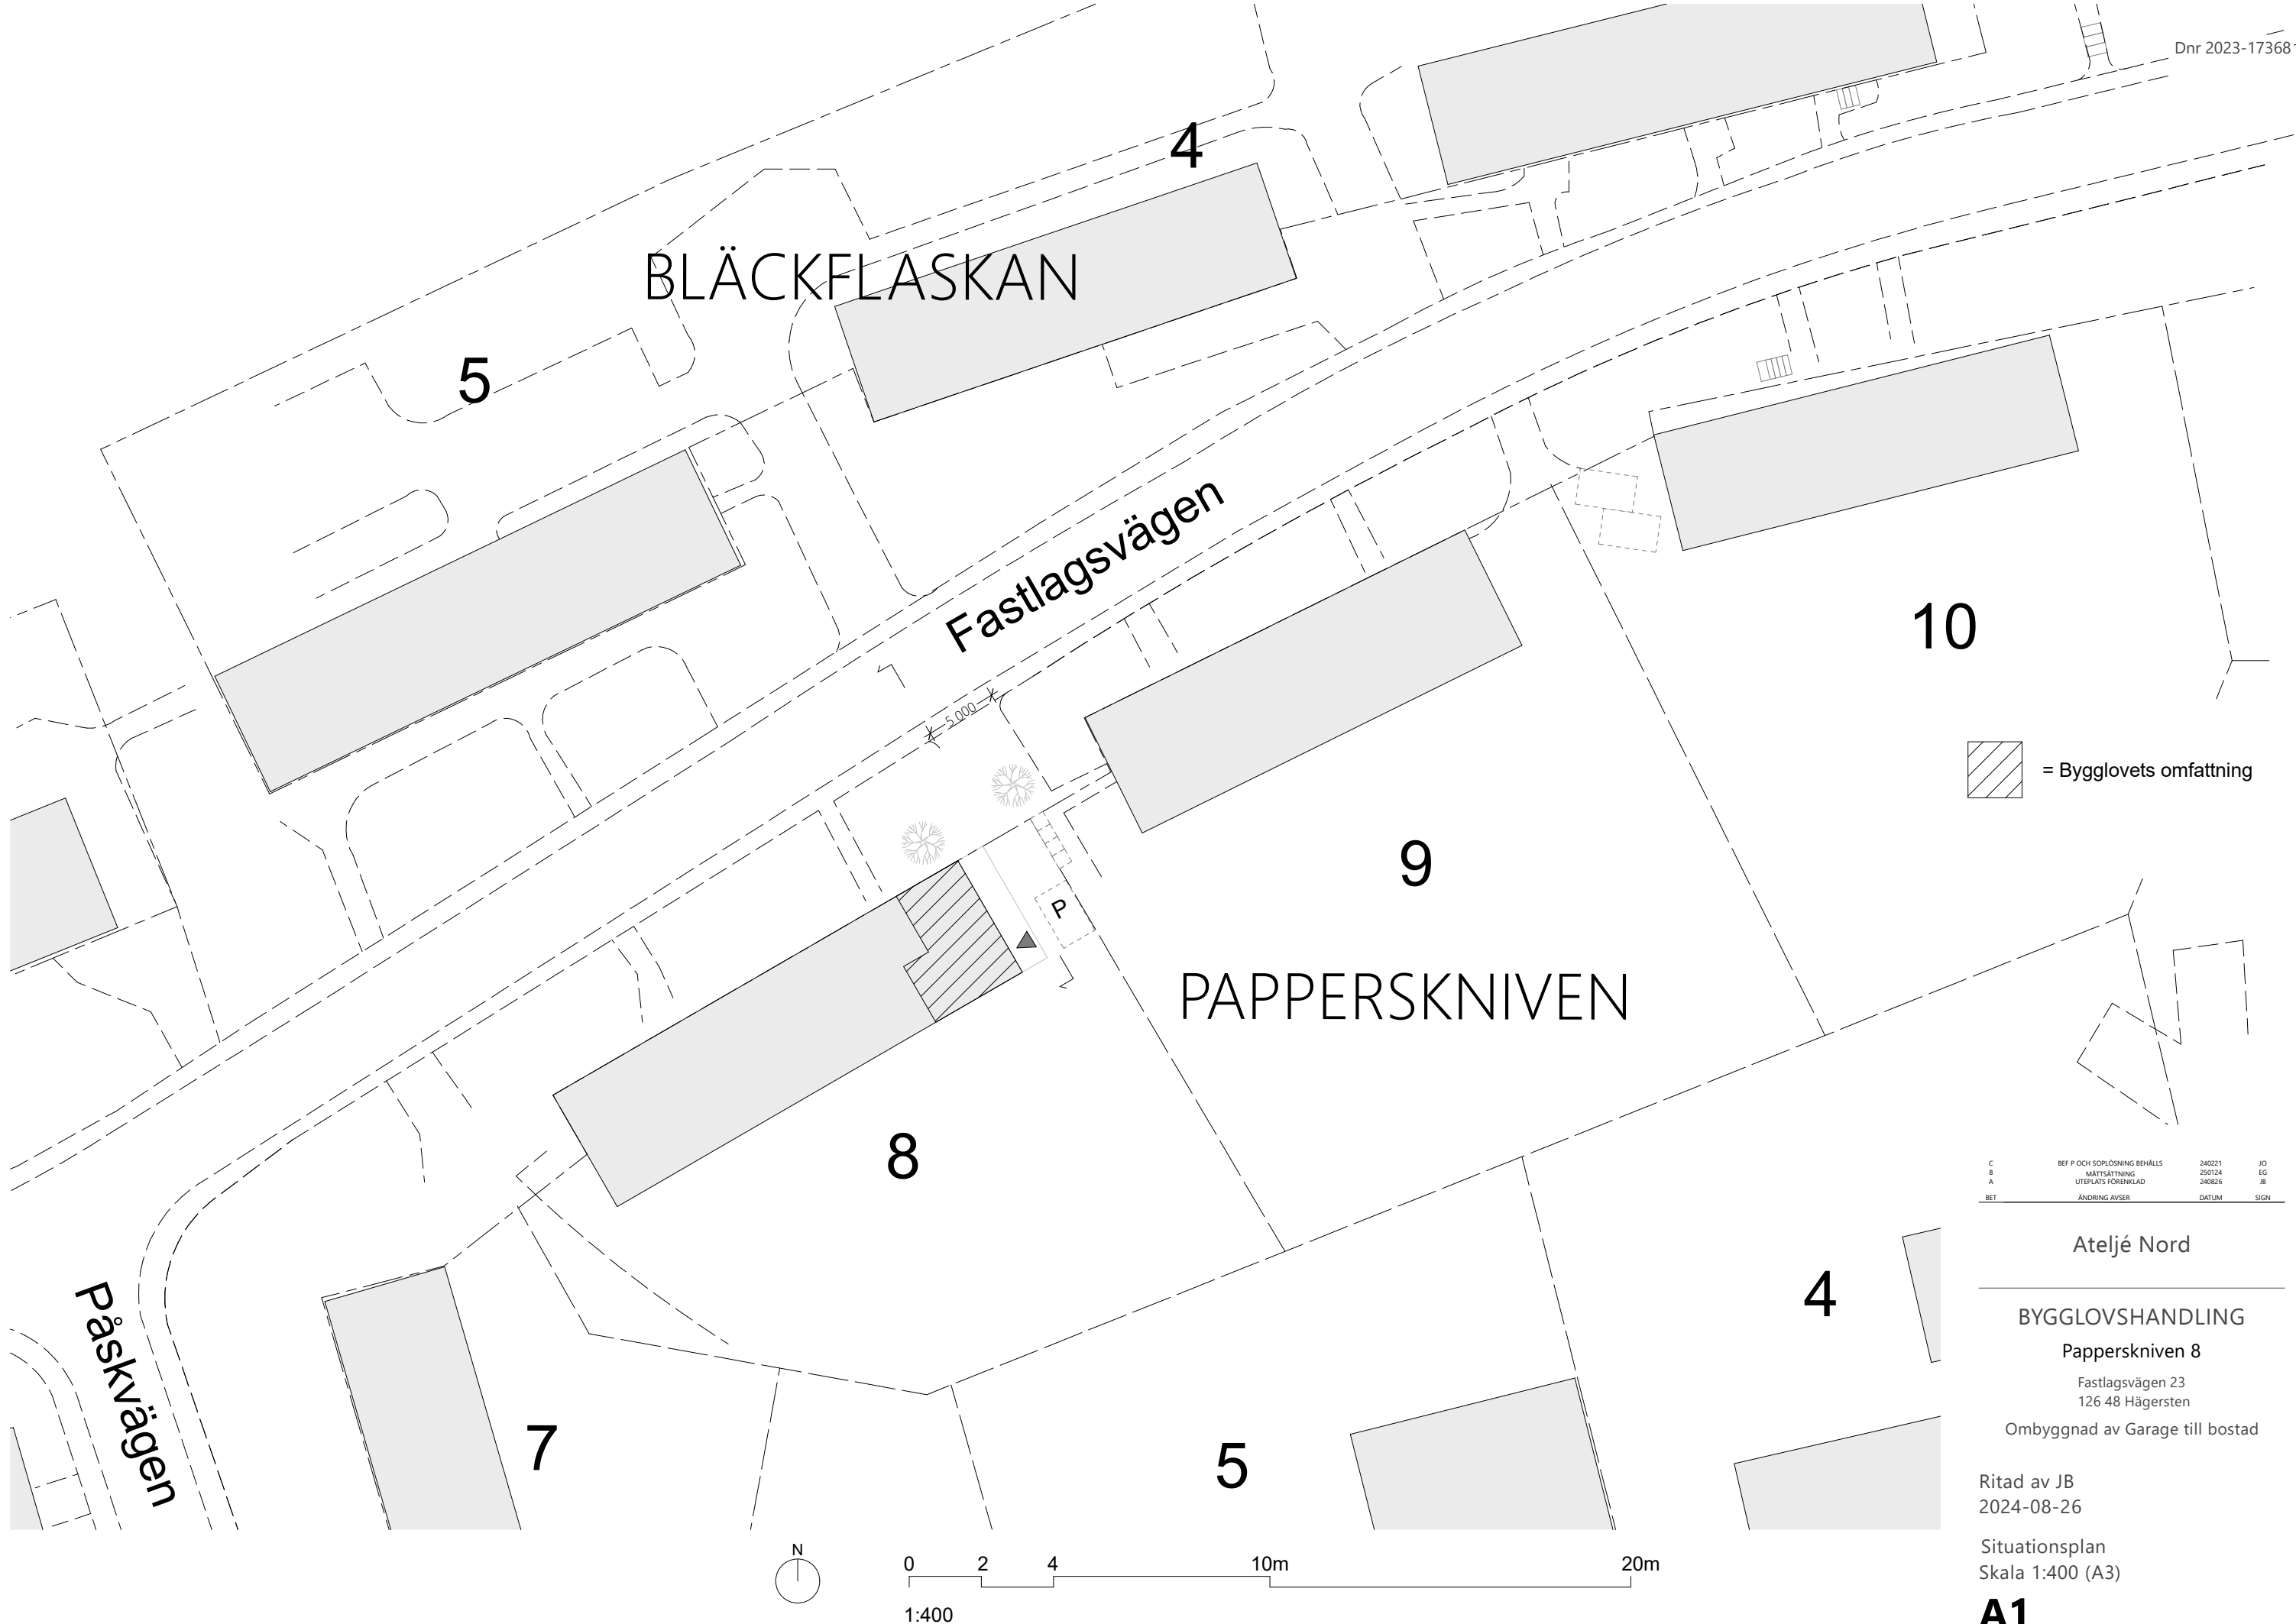 Dnr 2023-17368
4
BLÄCKFLASKAN
5
Fastlagsvägen
5 000
10
= Bygglovets omfattning
9
P
PAPPERSKNIVEN
8
4
7
5
Påskvägen
C BEF P OCH SOPLÖSNING BEHÅLLS 240221 JO
B MÅTTSÄTTNING 250124 EG
A UTEPLATS FÖRENKLAD 240826 JB
BET ÄNDRING AVSER DATUM SIGN
Ateljé Nord
BYGGLOVSHANDLING
Papperskniven 8
Fastlagsvägen 23
126 48 Hägersten
Ombyggnad av Garage till bostad
Ritad av JB
2024-08-26
Situationsplan
Skala 1:400 (A3)
A1
N
0 2 4 10m 20m
1:400